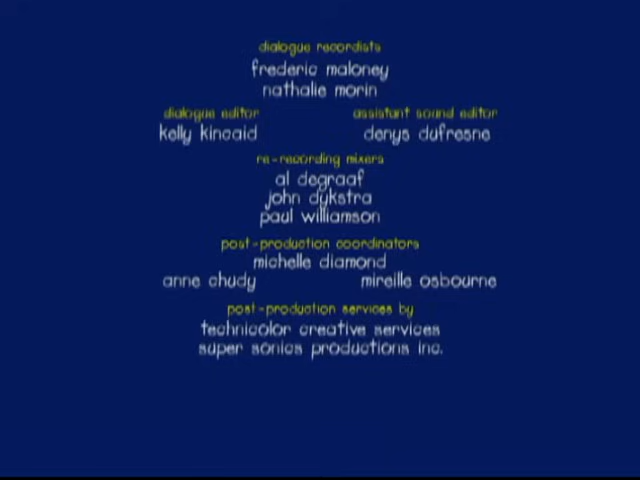 dialogue recordists
frederic maloney
nathalie morin
dialogue editor assistant sound editor
kelly kincaid denys dufresne
re-recording mixers
al degraaf
john dykstra
paul williamson
post-production coordinators
michelle diamond
anne chudy mireille osbourne
post-production services by
technicolor creative services
super sonics productions inc.